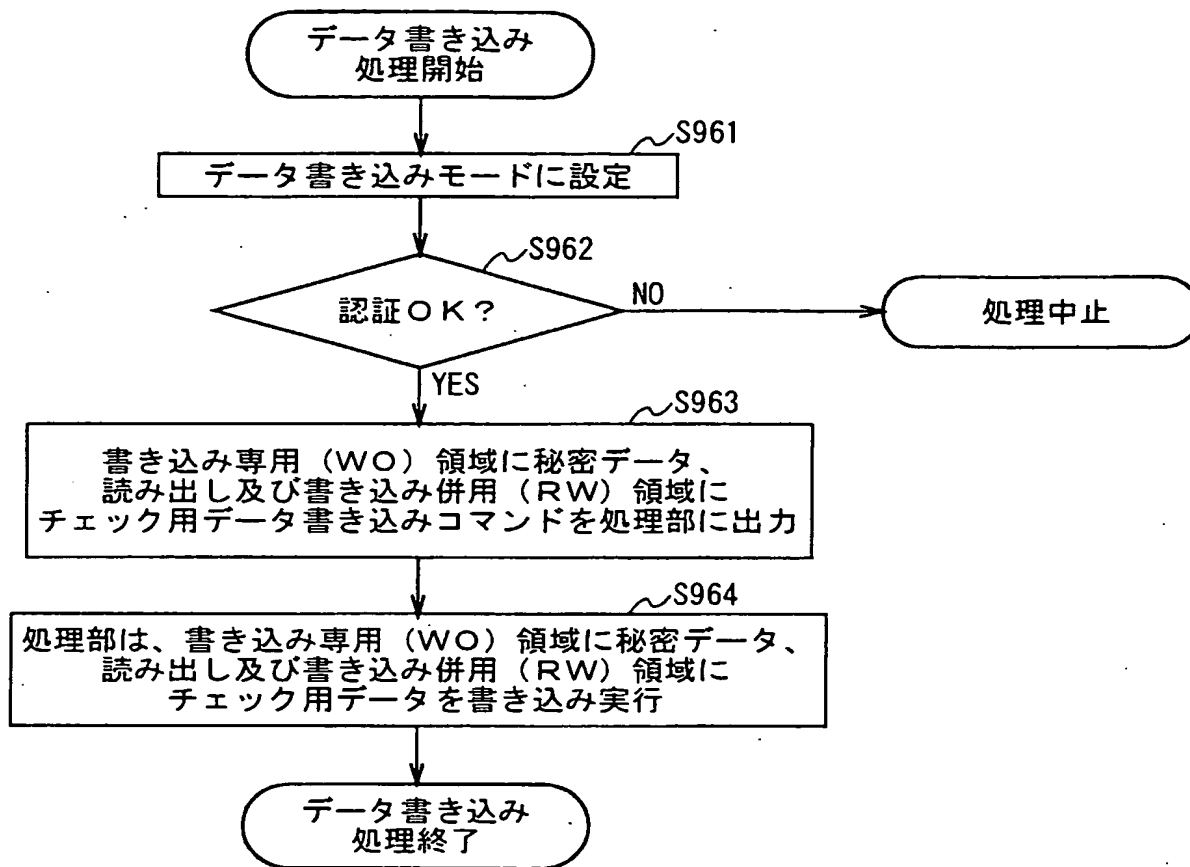 データ書き込み
処理開始
S961
データ書き込みモードに設定
S962
認証OK?
NO
処理中止
YES
S963
書き込み専用(WO)領域に秘密データ、
読み出し及び書き込み併用(RW)領域に
チェック用データ書き込みコマンドを処理部に出力
S964
処理部は、書き込み専用(WO)領域に秘密データ、
読み出し及び書き込み併用(RW)領域に
チェック用データを書き込み実行
データ書き込み
処理終了